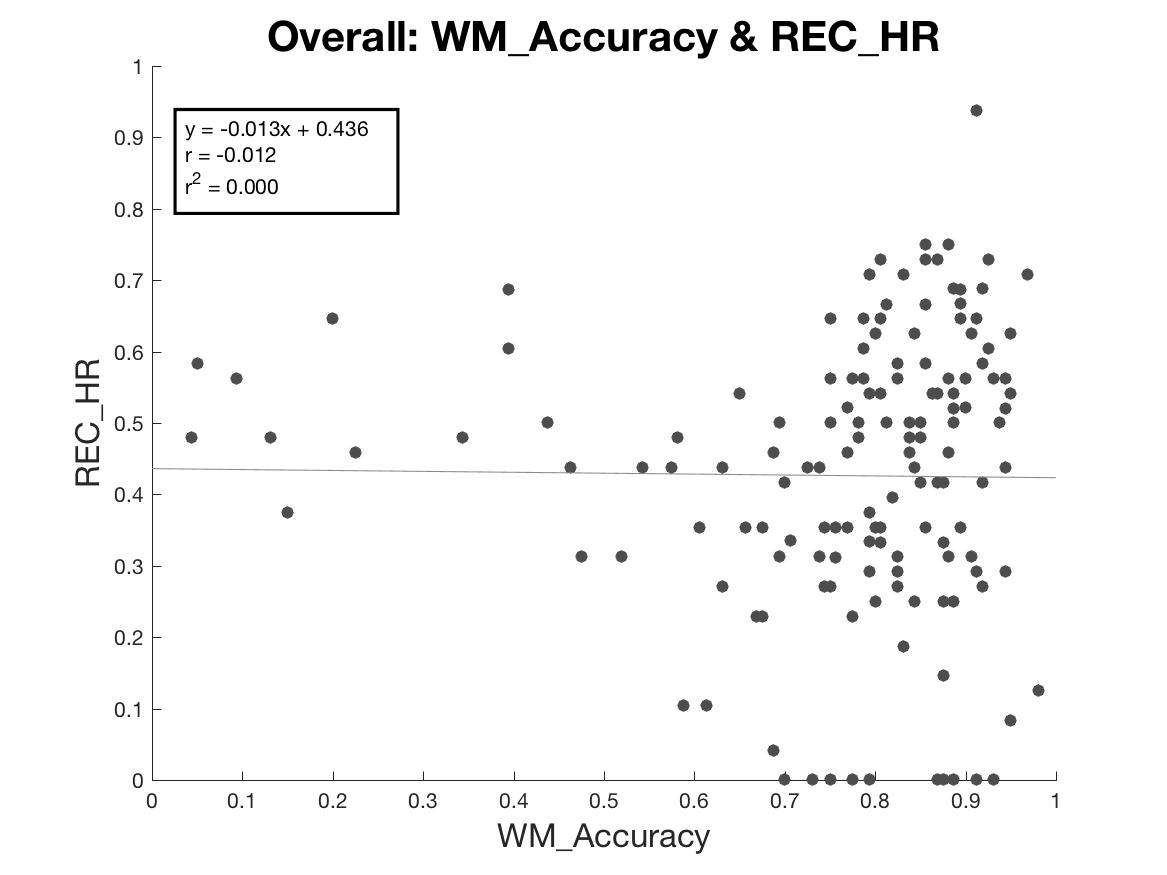 Overall: WM_Accuracy & REC_HR
y = -0.013x + 0.436
r = -0.012
r² = 0.000
REC_HR
1
0.9
0.8
0.7
0.6
0.5
0.4
0.3
0.2
0.1
0
0 0.1 0.2 0.3 0.4 0.5 0.6 0.7 0.8 0.9 1
WM_Accuracy